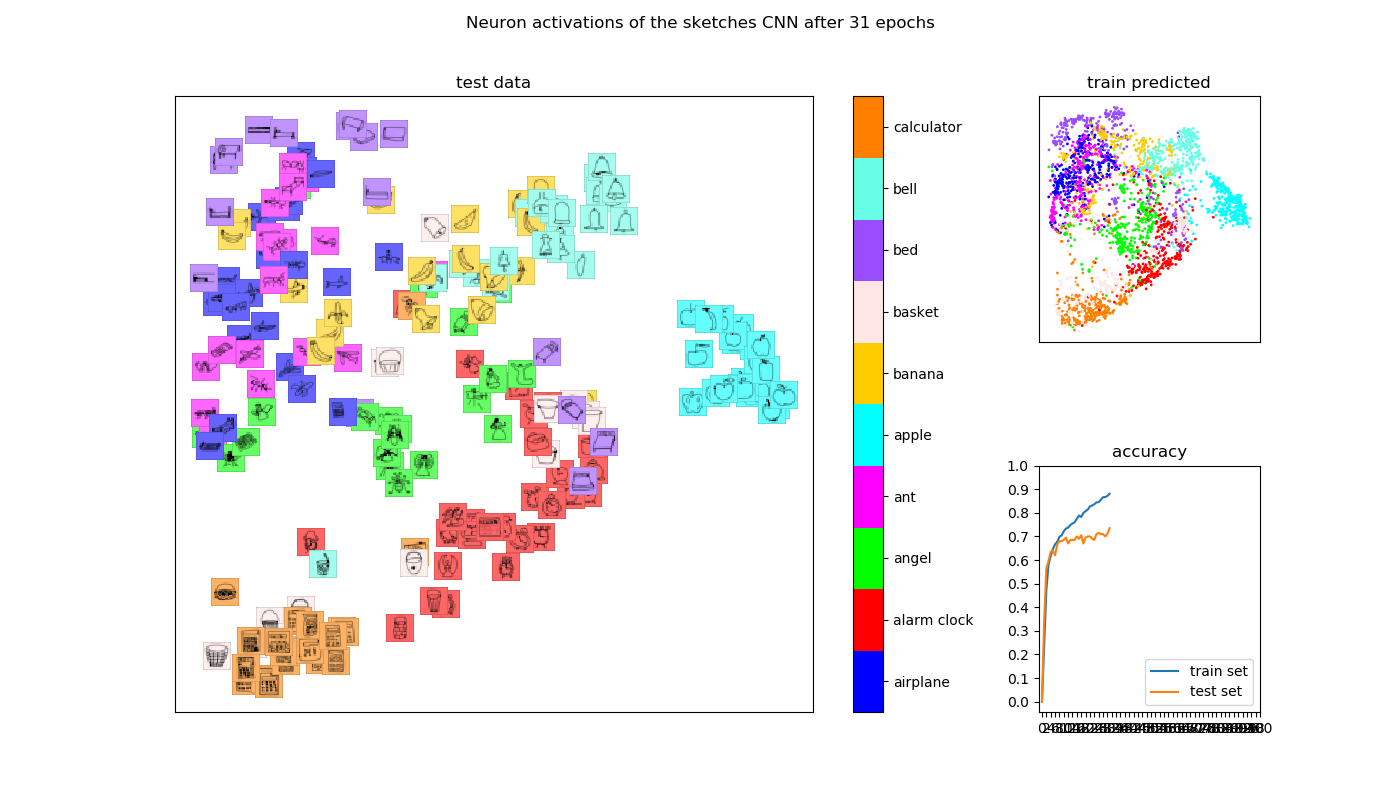 Neuron activations of the sketches CNN after 31 epochs
test data
calculator
bell
bed
basket
banana
apple
ant
angel
alarm clock
airplane
train predicted
accuracy
1.0
0.9
0.8
0.7
0.6
0.5
0.4
0.3
0.2
0.1
0.0
train set
test set